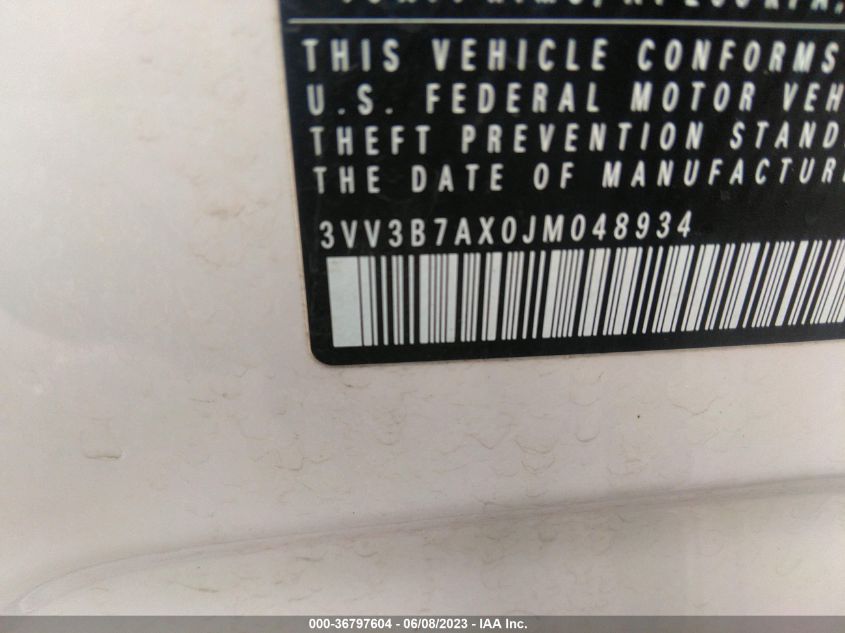 THIS VEHICLE CONFORMS
U.S. FEDERAL MOTOR VEH
THEFT PREVENTION STAND
THE DATE OF MANUFACTUR
3VV3B7AX0JM048934
000-36797604 - 06/08/2023 - IAA Inc.